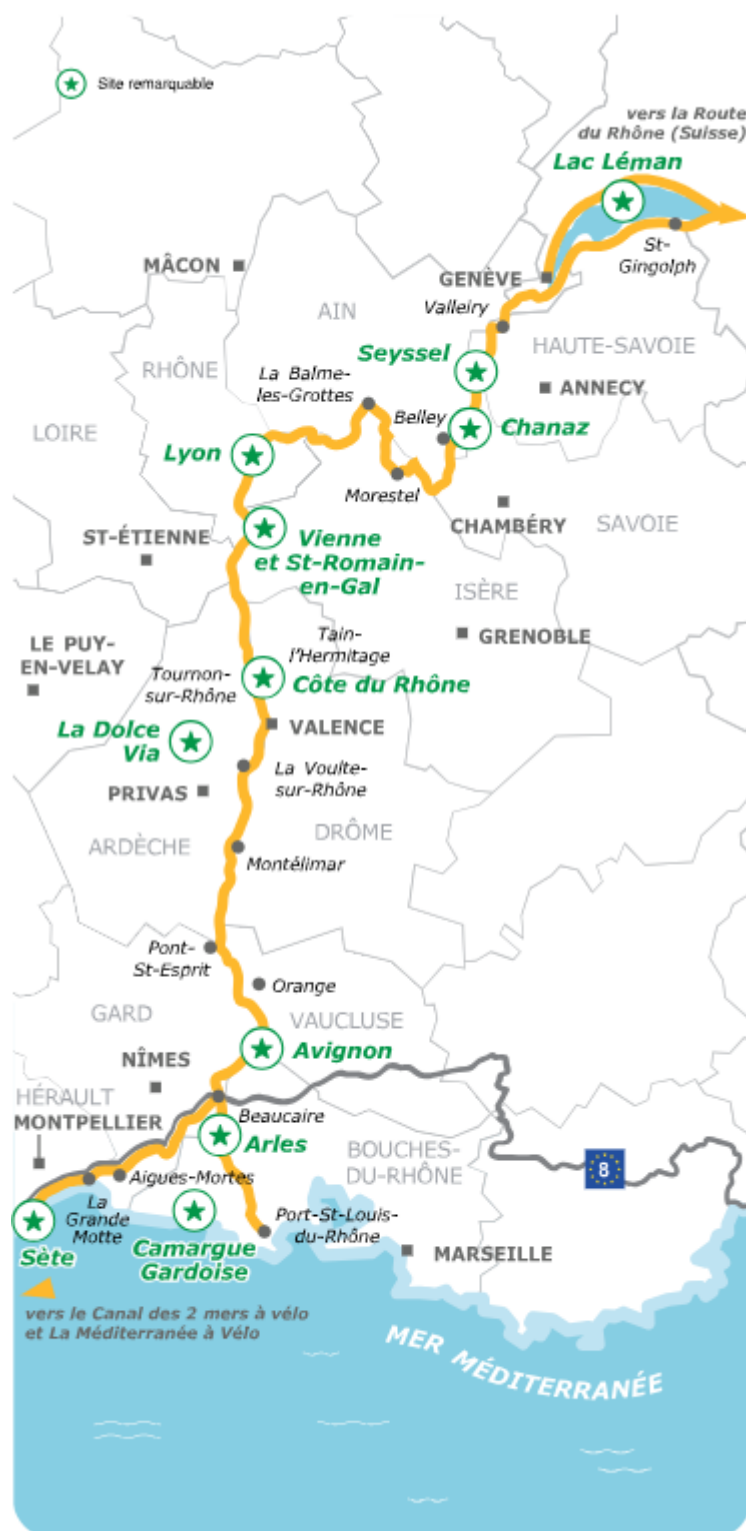 Site remarquable
vers la Route
du Rhône (Suisse)
Lac Léman
St-
Gingolph
GENÈVE
MÂCON
Valleiry
AIN
HAUTE-SAVOIE
Seyssel
RHÔNE
La Balme-
les-Grottes
ANNECY
Belley
Chanaz
LOIRE
Lyon
Morestel
CHAMBÉRY
SAVOIE
ST-ÉTIENNE
Vienne
et St-Romain-
en-Gal
ISÈRE
GRENOBLE
LE PUY-
EN-VELAY
Tain-
l'Hermitage
Tournon-
sur-Rhône
Côte du Rhône
La Dolce
Via
VALENCE
La Voulte-
sur-Rhône
PRIVAS
DRÔME
ARDÈCHE
Montélimar
Pont-
St-Esprit
Orange
GARD
VAUCLUSE
Avignon
NÎMES
HÉRAULT
MONTPELLIER
Beaucaire
Arles
BOUCHES-
DU-RHÔNE
8
Aigues-Mortes
La
Grande
Motte
Port-St-Louis-
du-Rhône
Sète
Camargue
Gardoise
MARSEILLE
vers le Canal des 2 mers à vélo
et La Méditerranée à Vélo
MER MÉDITERRANÉE